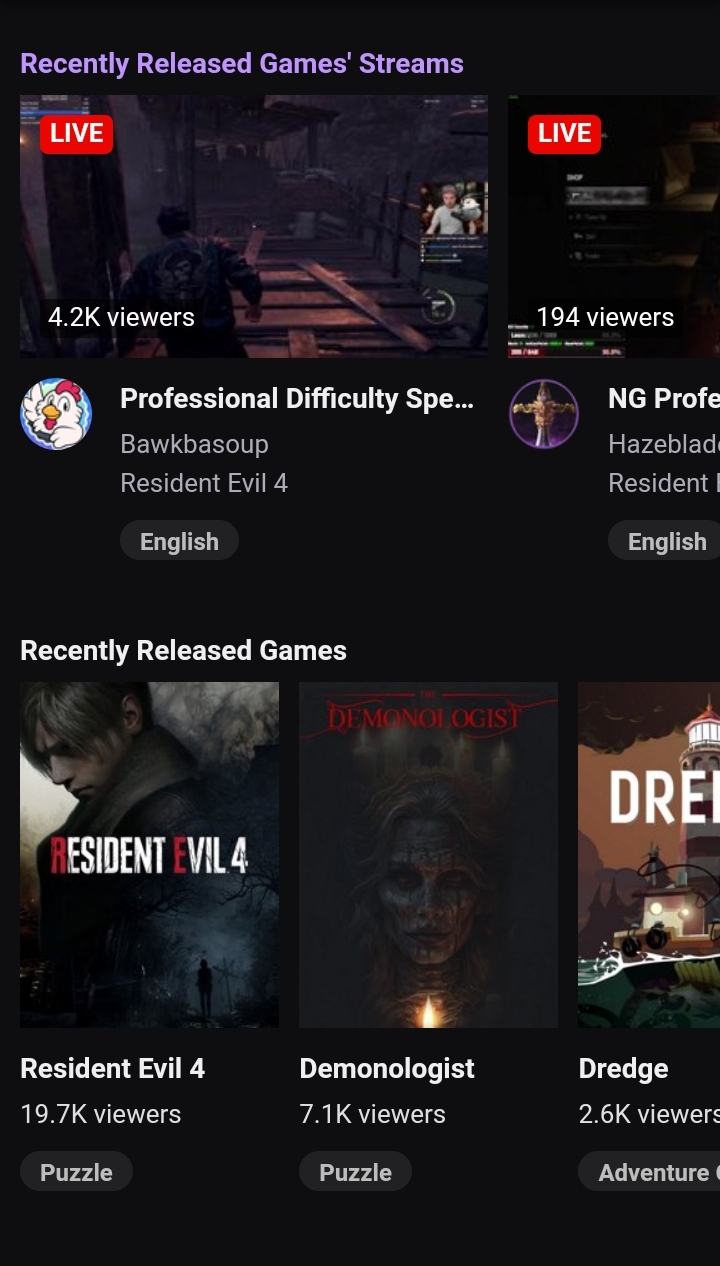 Recently Released Games' Streams
LIVE
LIVE
SHOP
4.2K viewers
194 viewers
Professional Difficulty Spe...
NG Profe
Bawkbasoup
Hazeblade
Resident Evil 4
Resident E
English
English
Recently Released Games
THE
DEMONOLOGIST
DRE
RESIDENT EVIL 4
Resident Evil 4
Demonologist
Dredge
19.7K viewers
7.1K viewers
2.6K viewers
Puzzle
Puzzle
Adventure